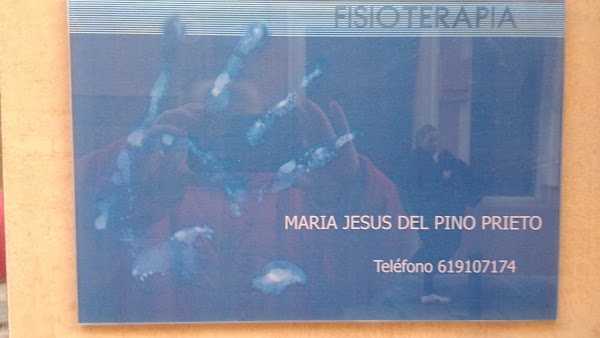 FISIOTERAPIA
MARIA JESUS DEL PINO PRIETO
Teléfono 619107174